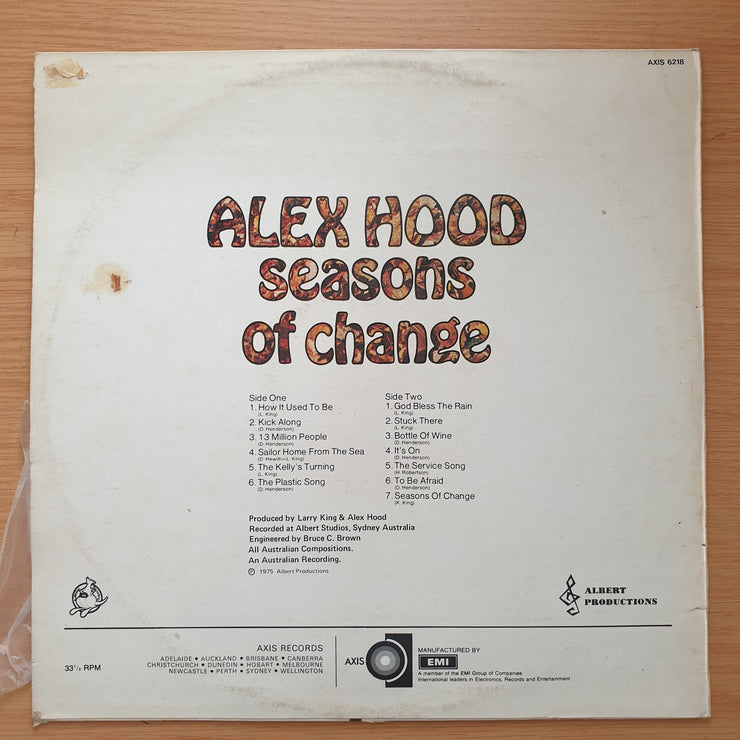 AXIS 6218
ALEX HOOD
seasons
of change
Side One
1. How It Used To Be
(L. King)
2. Kick Along
(D. Henderson)
3. 13 Million People
(D. Henderson)
4. Sailor Home From The Sea
(D. Hewitt—L. King)
5. The Kelly's Turning
(L. King)
6. The Plastic Song
(D. Henderson)
Side Two
1. God Bless The Rain
(L. King)
2. Stuck There
(L. King)
3. Bottle Of Wine
(D. Henderson)
4. It's On
(D. Henderson)
5. The Service Song
(H. Robertson)
6. To Be Afraid
(D. Henderson)
7. Seasons Of Change
(K. King)
Produced by Larry King & Alex Hood
Recorded at Albert Studios, Sydney Australia
Engineered by Bruce C. Brown
All Australian Compositions.
An Australian Recording.
℗ 1975 Albert Productions
ALBERT
PRODUCTIONS
33⅓ RPM
AXIS RECORDS
ADELAIDE • AUCKLAND • BRISBANE • CANBERRA
CHRISTCHURCH • DUNEDIN • HOBART • MELBOURNE
NEWCASTLE • PERTH • SYDNEY • WELLINGTON
AXIS
MANUFACTURED BY
EMI
A member of the EMI Group of Companies
International leaders in Electronics, Records and Entertainment